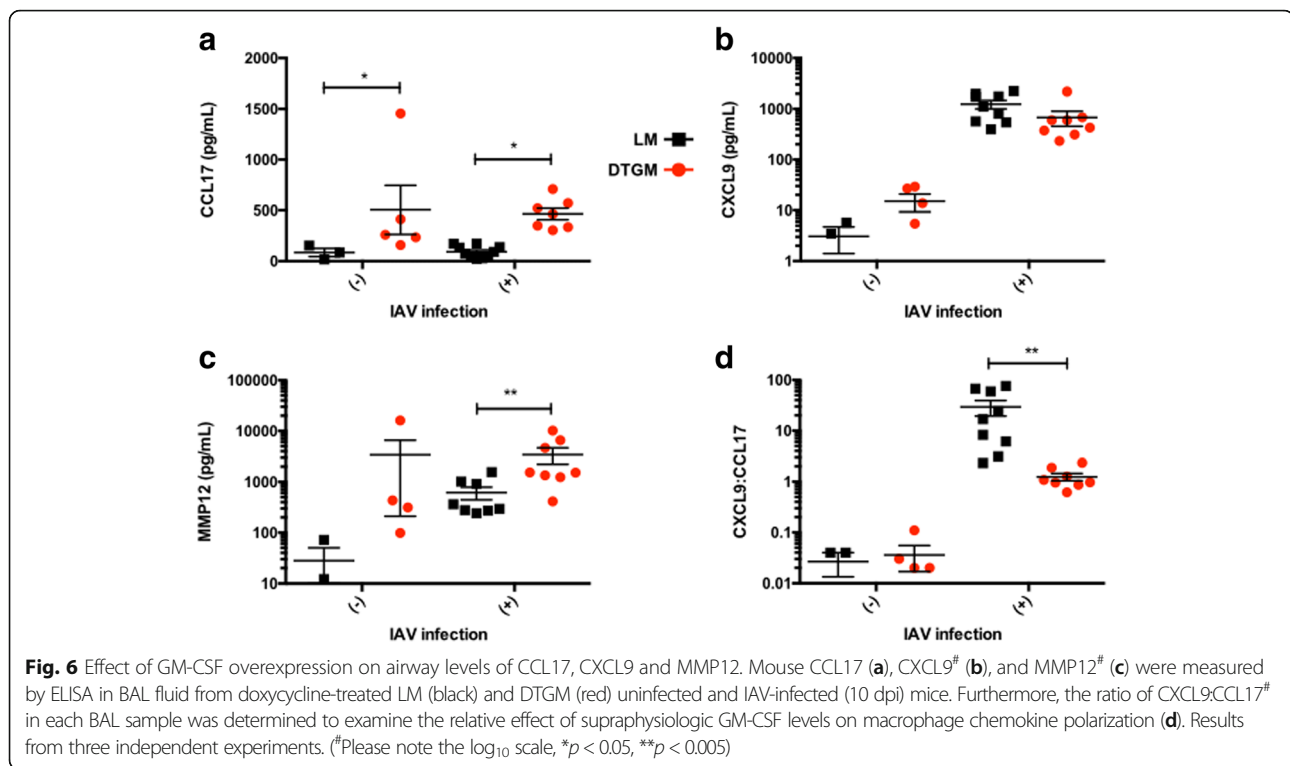 a
2000
1500
1000
500
0
CCL17 (pg/mL)
*
*
(-)
(+)
IAV infection
LM
DTGM
b
10000
1000
100
10
1
CXCL9 (pg/mL)
(-)
(+)
IAV infection
c
100000
10000
1000
100
10
MMP12 (pg/mL)
**
(-)
(+)
IAV infection
d
100
10
1
0.1
0.01
CXCL9:CCL17
**
(-)
(+)
IAV infection
Fig. 6 Effect of GM-CSF overexpression on airway levels of CCL17, CXCL9 and MMP12. Mouse CCL17 (a), CXCL9# (b), and MMP12# (c) were measured
by ELISA in BAL fluid from doxycycline-treated LM (black) and DTGM (red) uninfected and IAV-infected (10 dpi) mice. Furthermore, the ratio of CXCL9:CCL17#
in each BAL sample was determined to examine the relative effect of supraphysiologic GM-CSF levels on macrophage chemokine polarization (d). Results
from three independent experiments. (#Please note the log10 scale, *p < 0.05, **p < 0.005)